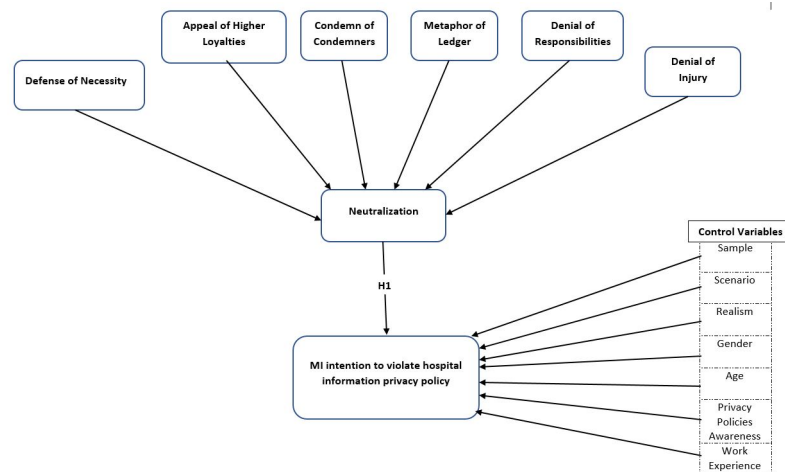 Appeal of Higher
Loyalties
Condemn of
Condemners
Metaphor of
Ledger
Denial of
Responsibilities
Defense of Necessity
Denial of
Injury
Neutralization
H1
MI intention to violate hospital
information privacy policy
Control Variables
Sample
Scenario
Realism
Gender
Age
Privacy
Policies
Awareness
Work
Experience